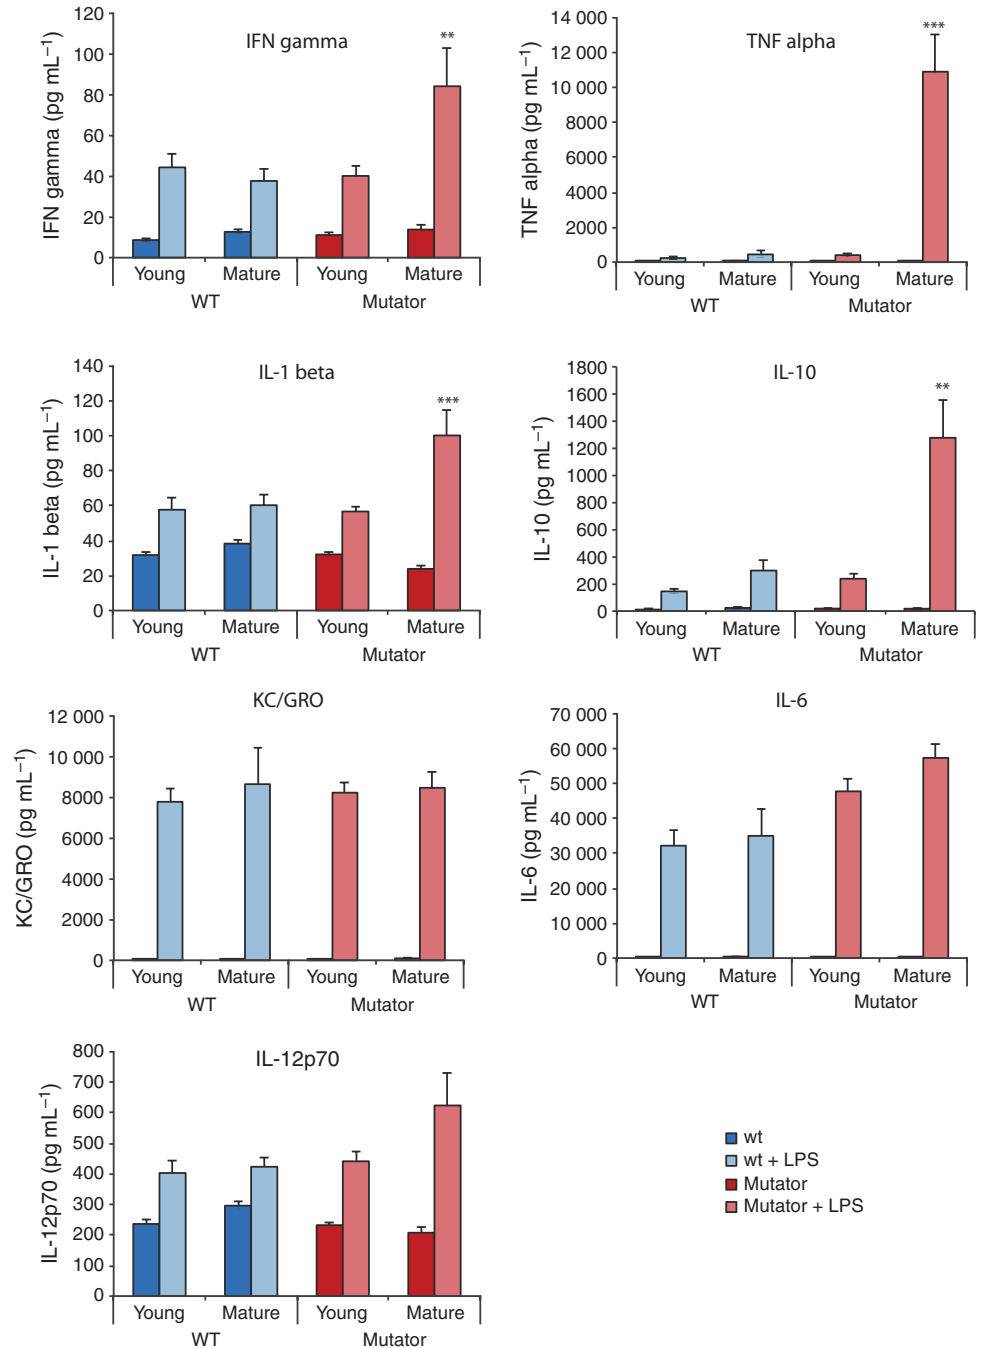 IFN gamma
IFN gamma (pg mL⁻¹)
120
100
80
60
40
20
0
**
Young Mature Young Mature
WT Mutator
TNF alpha
TNF alpha (pg mL⁻¹)
14 000
12 000
10 000
8000
6000
4000
2000
0
***
Young Mature Young Mature
WT Mutator
IL-1 beta
IL-1 beta (pg mL⁻¹)
140
120
100
80
60
40
20
0
***
Young Mature Young Mature
WT Mutator
IL-10
IL-10 (pg mL⁻¹)
1800
1600
1400
1200
1000
800
600
400
200
0
**
Young Mature Young Mature
WT Mutator
KC/GRO
KC/GRO (pg mL⁻¹)
12 000
10 000
8000
6000
4000
2000
0
Young Mature Young Mature
WT Mutator
IL-6
IL-6 (pg mL⁻¹)
70 000
60 000
50 000
40 000
30 000
20 000
10 000
0
Young Mature Young Mature
WT Mutator
IL-12p70
IL-12p70 (pg mL⁻¹)
800
700
600
500
400
300
200
100
0
Young Mature Young Mature
WT Mutator
wt
wt + LPS
Mutator
Mutator + LPS